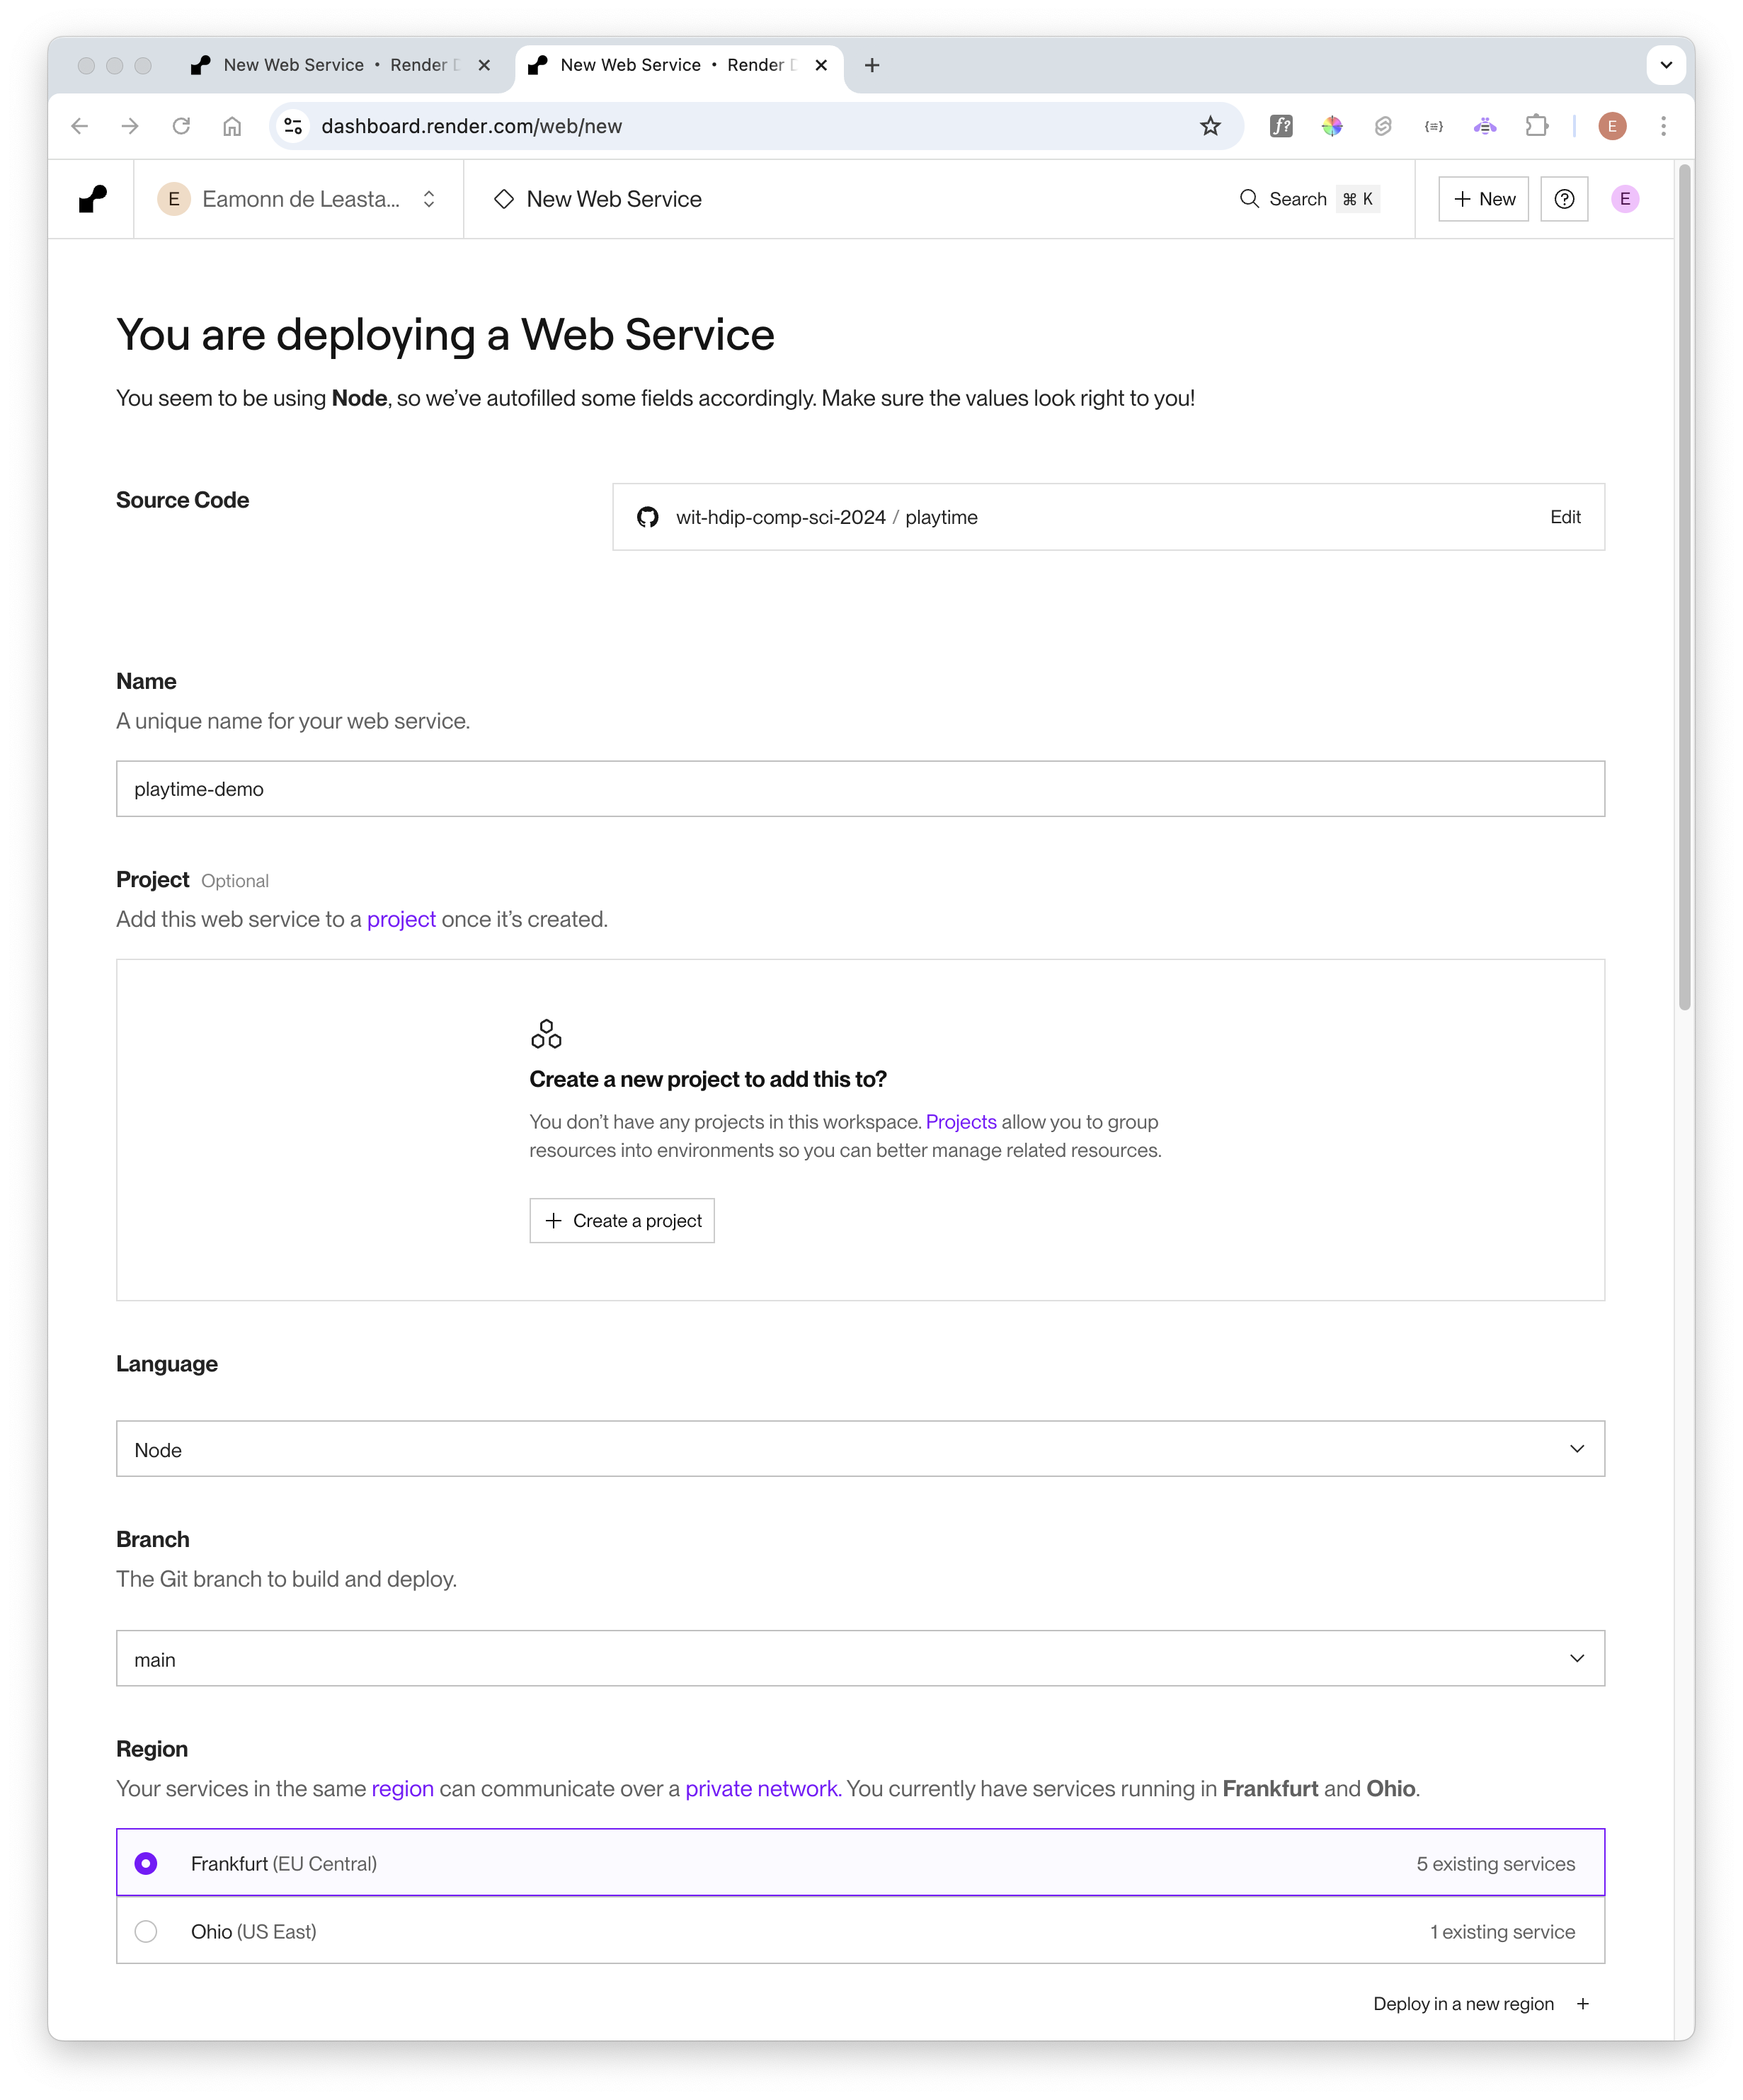 New Web Service • Render
New Web Service • Render
dashboard.render.com/web/new
E
E
Eamonn de Leasta...
New Web Service
Search ⌘ K
+ New
E
You are deploying a Web Service
You seem to be using Node, so we’ve autofilled some fields accordingly. Make sure the values look right to you!
Source Code
wit-hdip-comp-sci-2024 / playtime
Edit
Name
A unique name for your web service.
playtime-demo
Project Optional
Add this web service to a project once it’s created.
Create a new project to add this to?
You don’t have any projects in this workspace. Projects allow you to group
resources into environments so you can better manage related resources.
+ Create a project
Language
Node
Branch
The Git branch to build and deploy.
main
Region
Your services in the same region can communicate over a private network. You currently have services running in Frankfurt and Ohio.
Frankfurt (EU Central)
5 existing services
Ohio (US East)
1 existing service
Deploy in a new region +